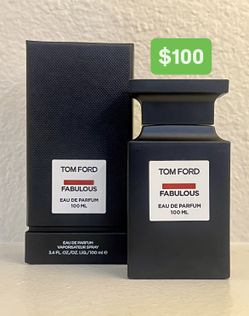 $100
TOM FORD
FABULOUS
EAU DE PARFUM
100 ML
EAU DE PARFUM
VAPORISATEUR SPRAY
3.4 FL.OZ./OZ. LIQ./100 ml e
TOM FORD
FABULOUS
EAU DE PARFUM
100 ML